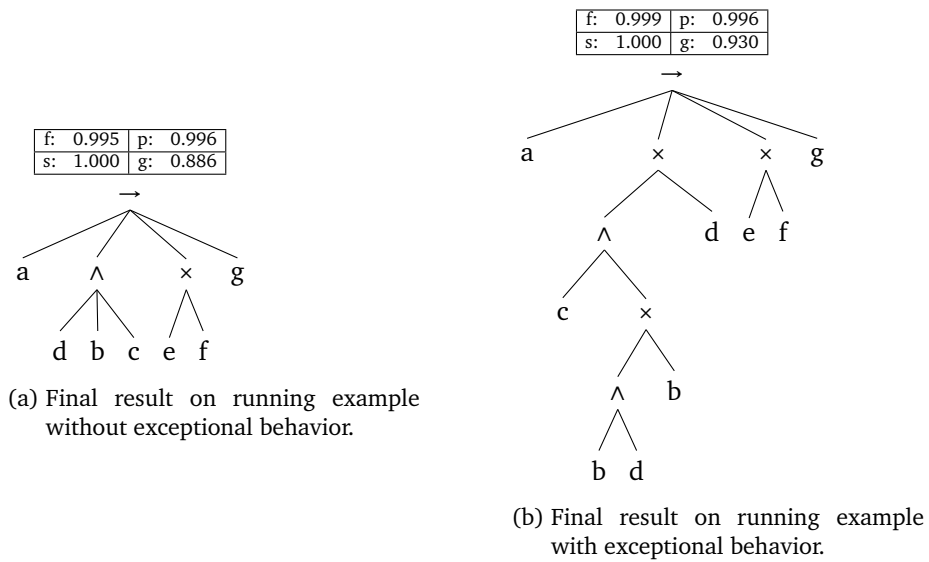 f: 0.995 p: 0.996
s: 1.000 g: 0.886
→
a ∧ × g
d b c e f
(a) Final result on running example
without exceptional behavior.
f: 0.999 p: 0.996
s: 1.000 g: 0.930
→
a × × g
∧ d e f
c ×
∧ b
b d
(b) Final result on running example
with exceptional behavior.